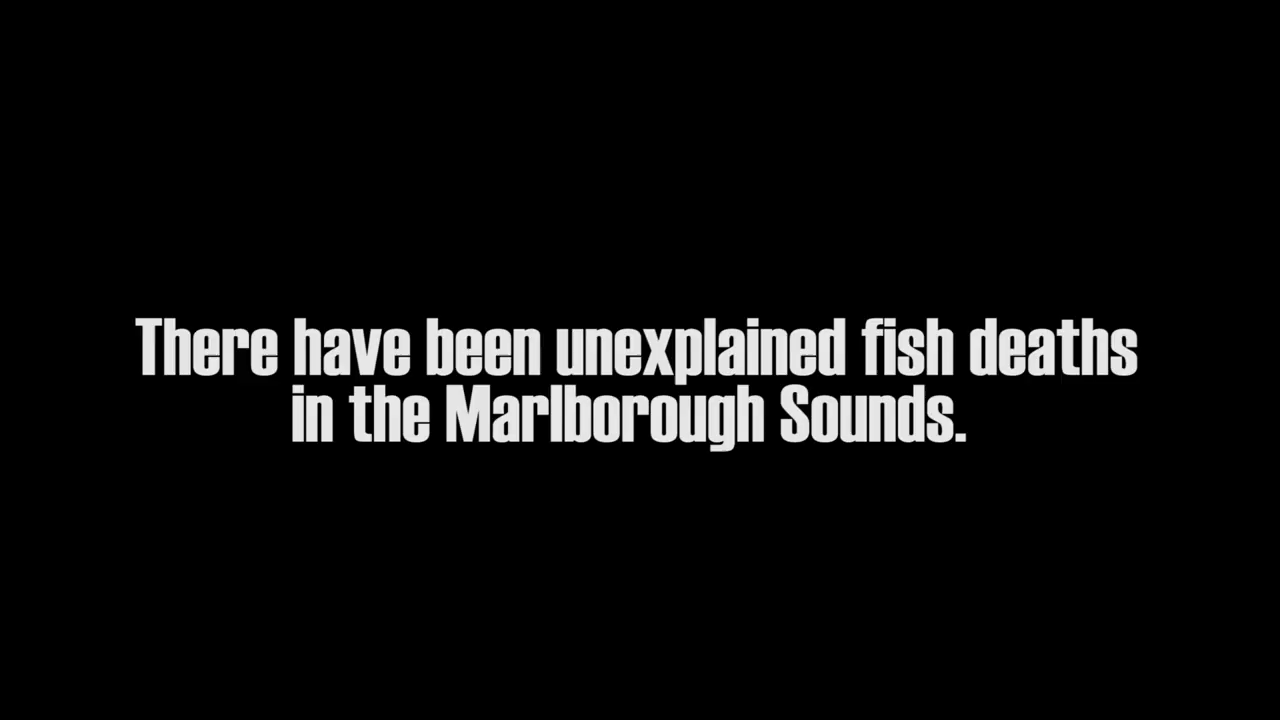 There have been unexplained fish deaths
in the Marlborough Sounds.